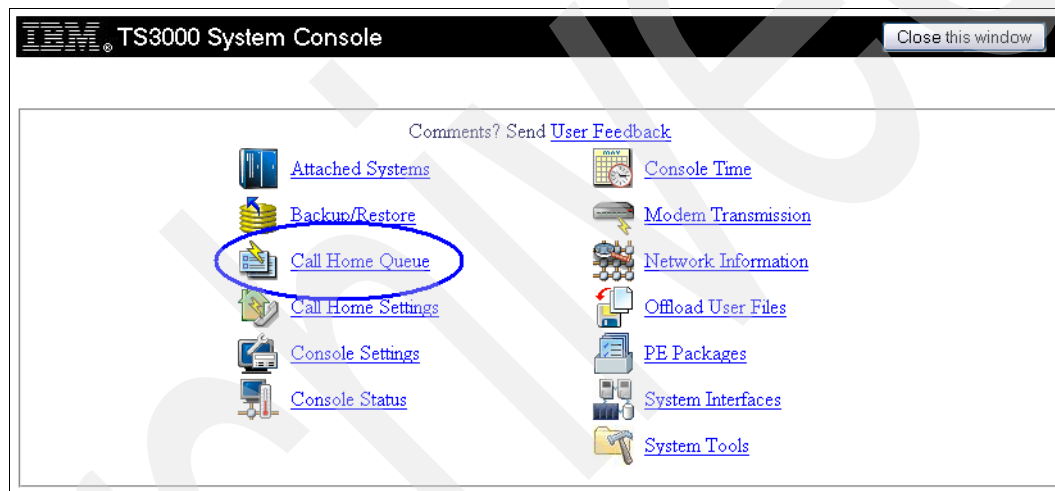 IBM® TS3000 System Console
Close this window
Comments? Send User Feedback
Attached Systems
Backup/Restore
Call Home Queue
Call Home Settings
Console Settings
Console Status
MAY
Console Time
Modem Transmission
Network Information
Offload User Files
PE Packages
System Interfaces
System Tools